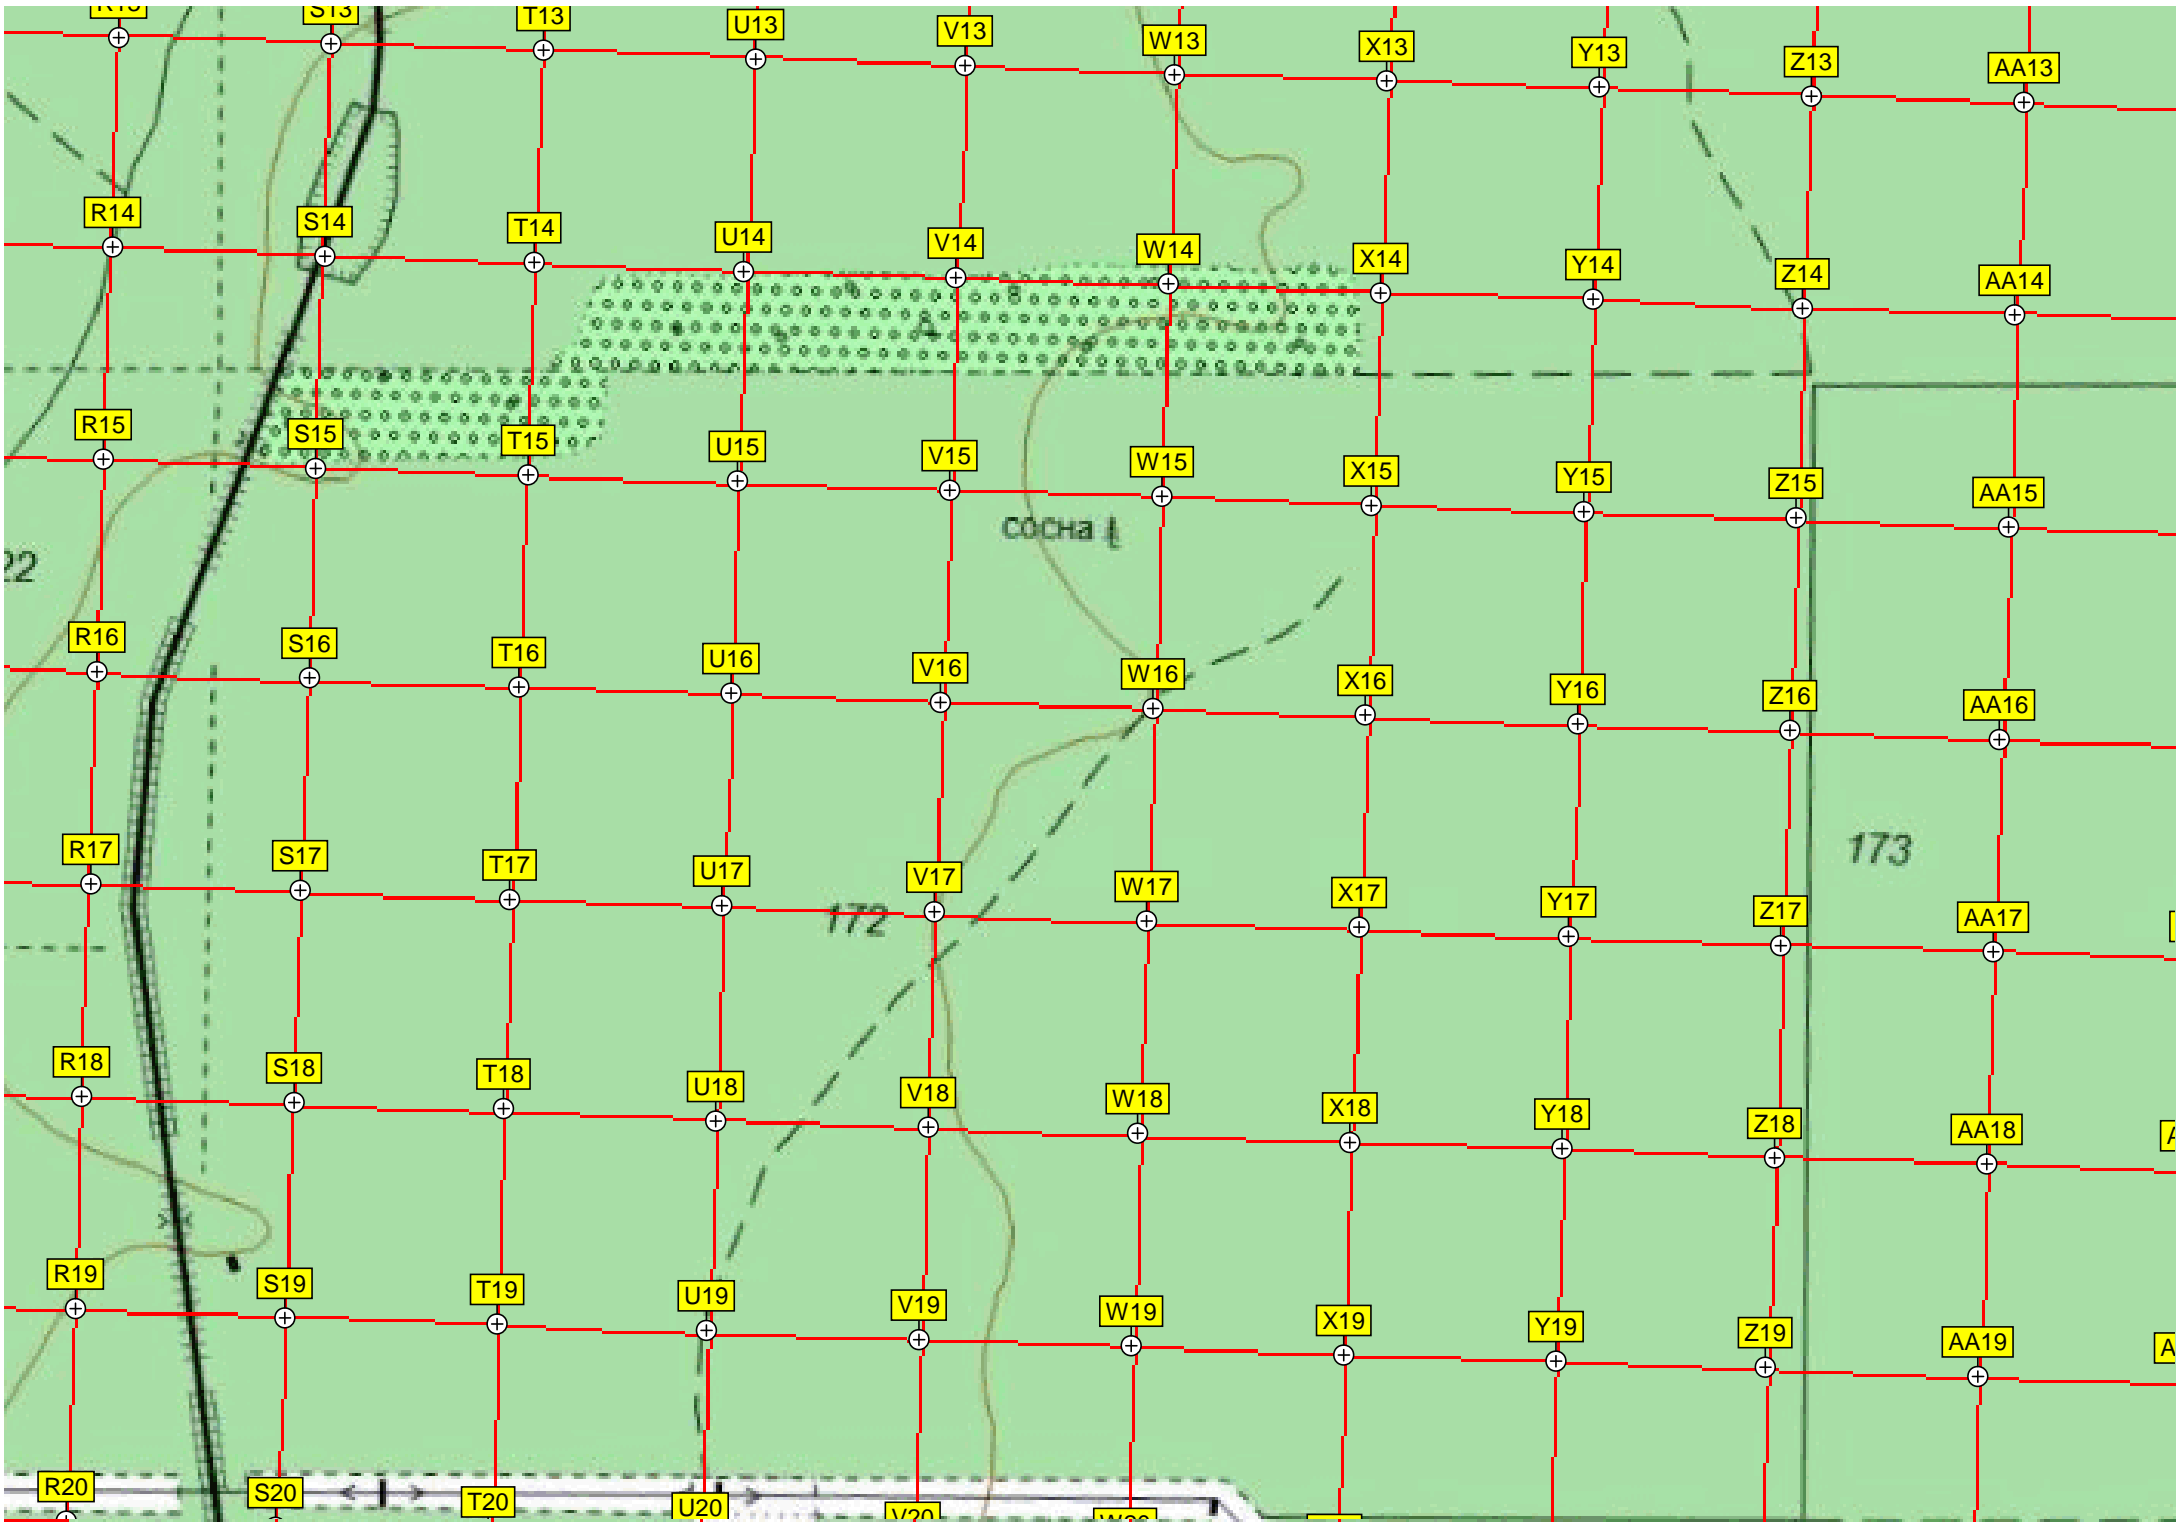 S13 T13 U13 V13 W13 X13 Y13 Z13 AA13
R14 S14 T14 U14 V14 W14 X14 Y14 Z14 AA14
R15 S15 T15 U15 V15 W15 X15 Y15 Z15 AA15
сосна
22
R16 S16 T16 U16 V16 W16 X16 Y16 Z16 AA16
173
R17 S17 T17 U17 V17 W17 X17 Y17 Z17 AA17
172
R18 S18 T18 U18 V18 W18 X18 Y18 Z18 AA18
R19 S19 T19 U19 V19 W19 X19 Y19 Z19 AA19
R20 S20 T20 U20 V20